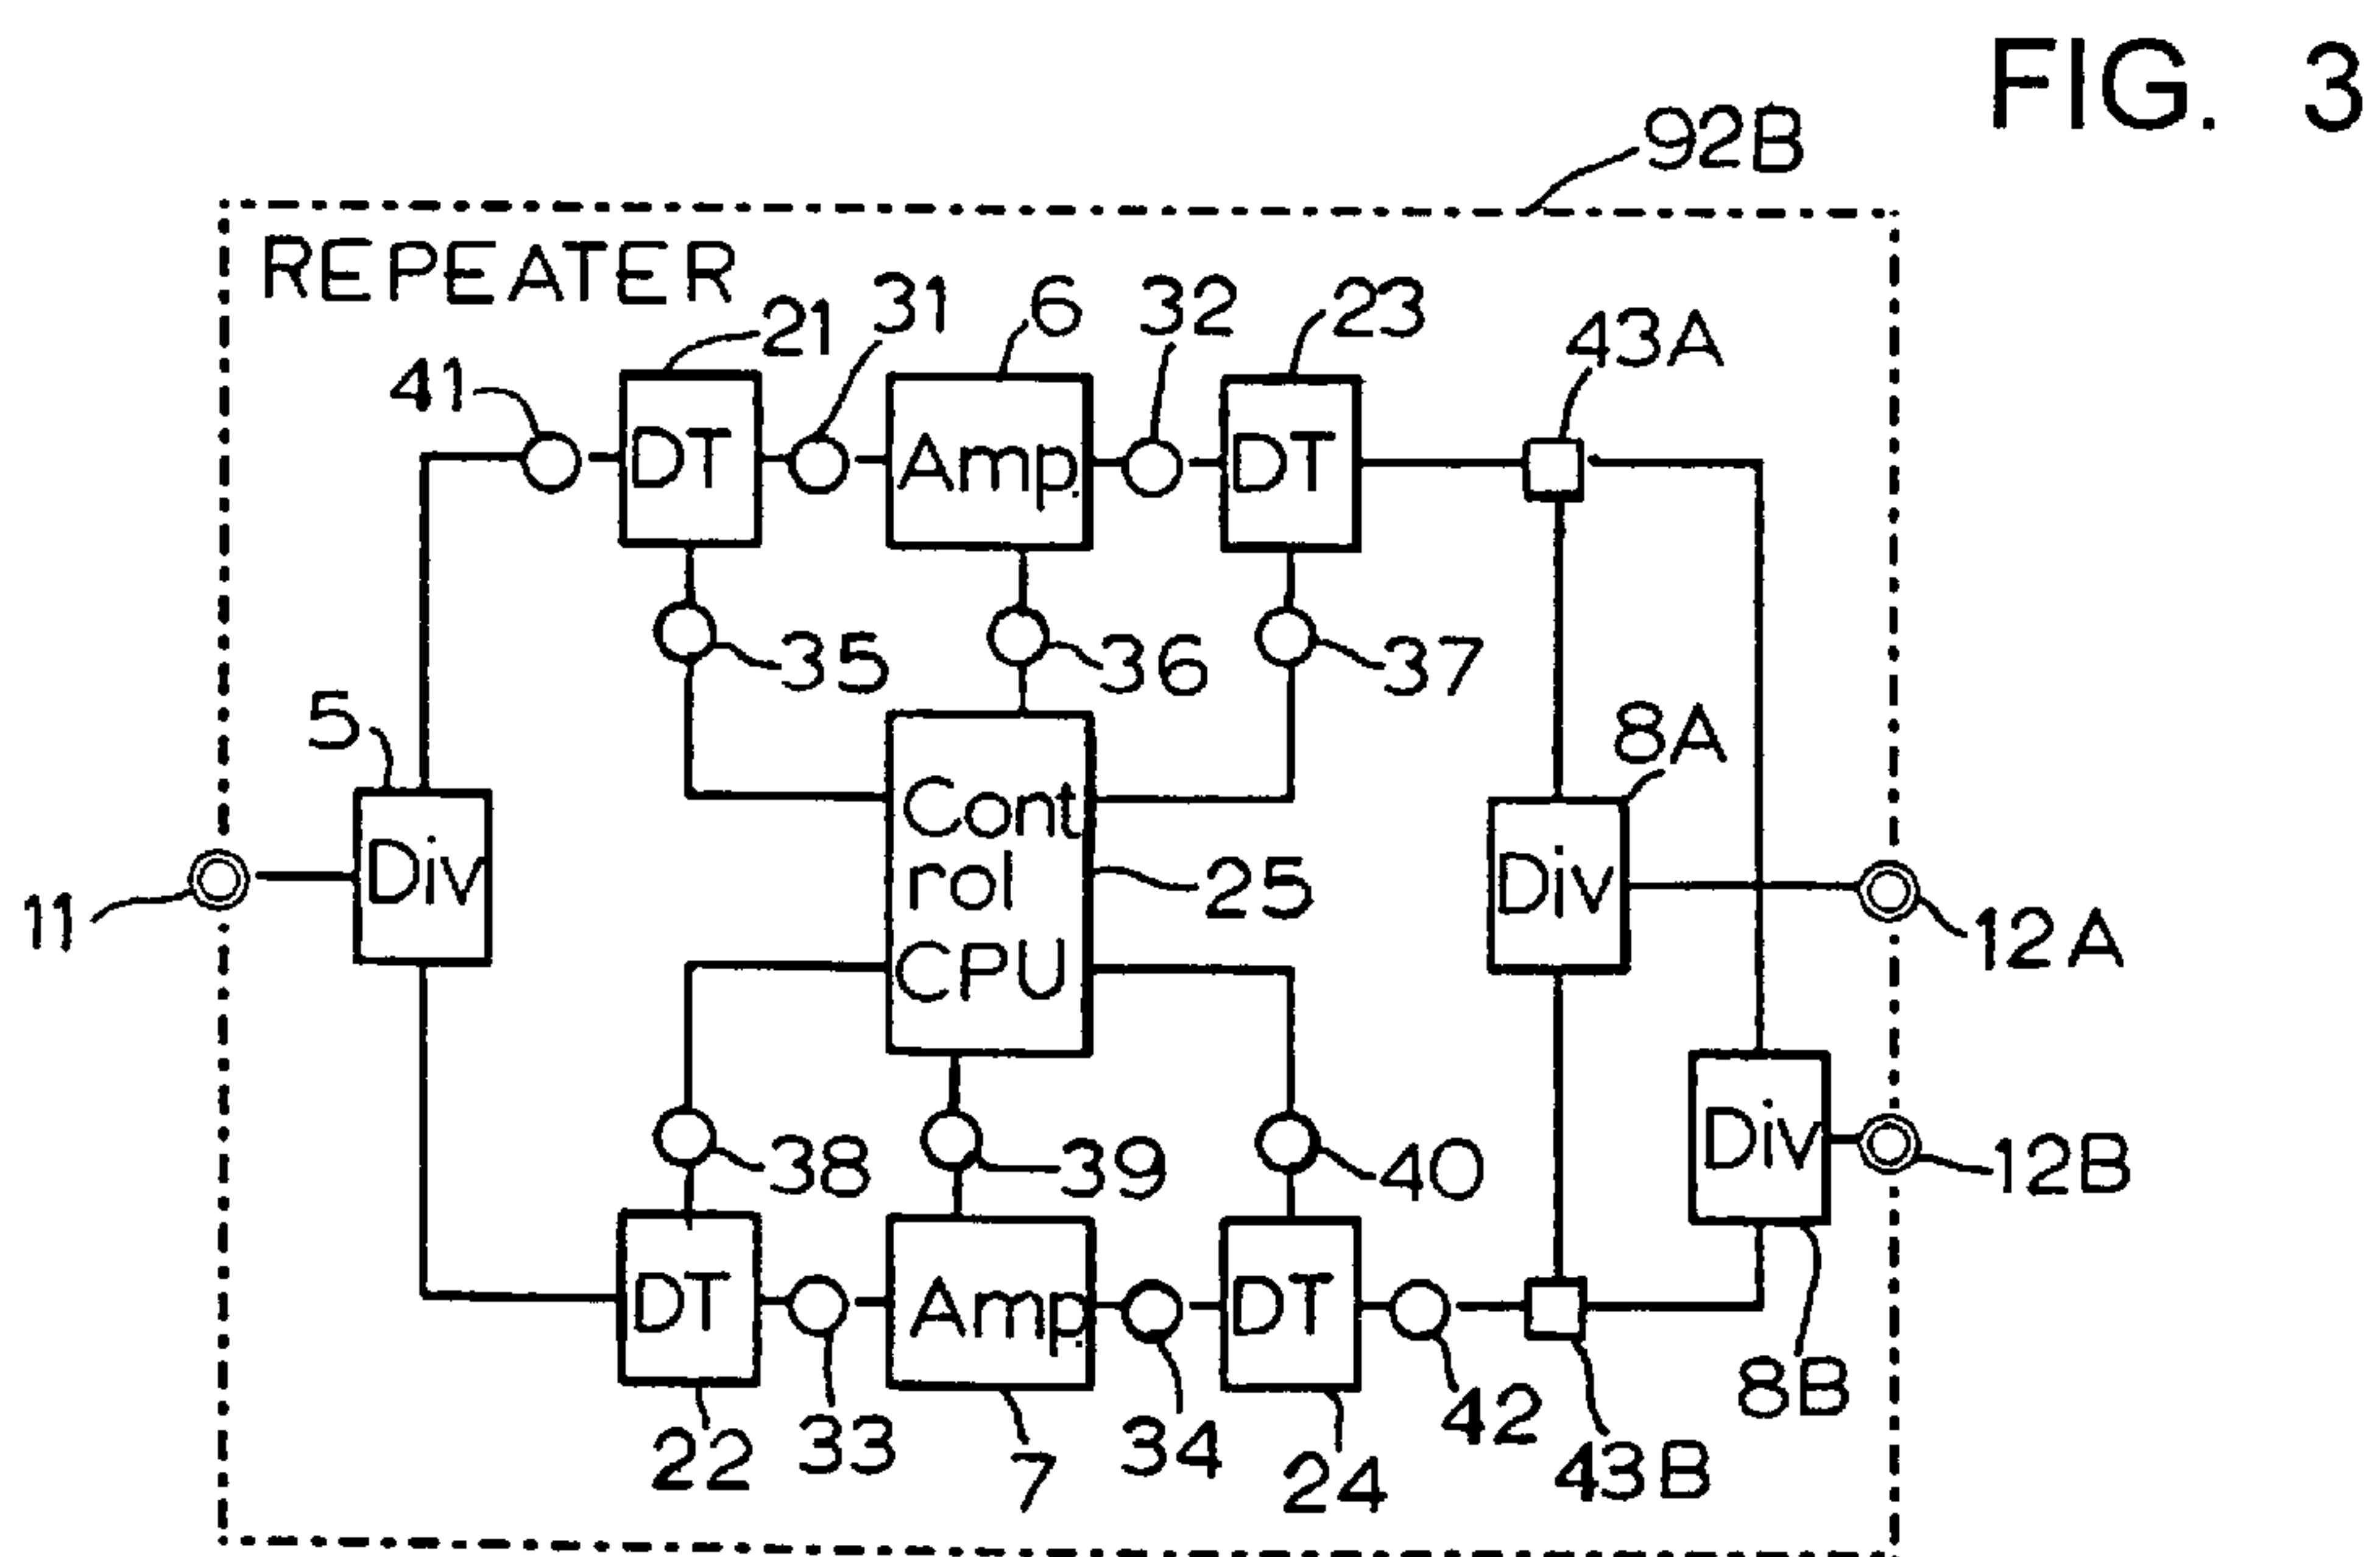 FIG. 3
92B
REPEATER
21
31
6
32
23
43A
41
DT
Amp.
DT
35
36
37
5
8A
Cont
rol
CPU
Div
25
Div
11
12A
Div
38
39
40
12B
DT
Amp.
DT
8B
22
33
7
34
24
42
43B